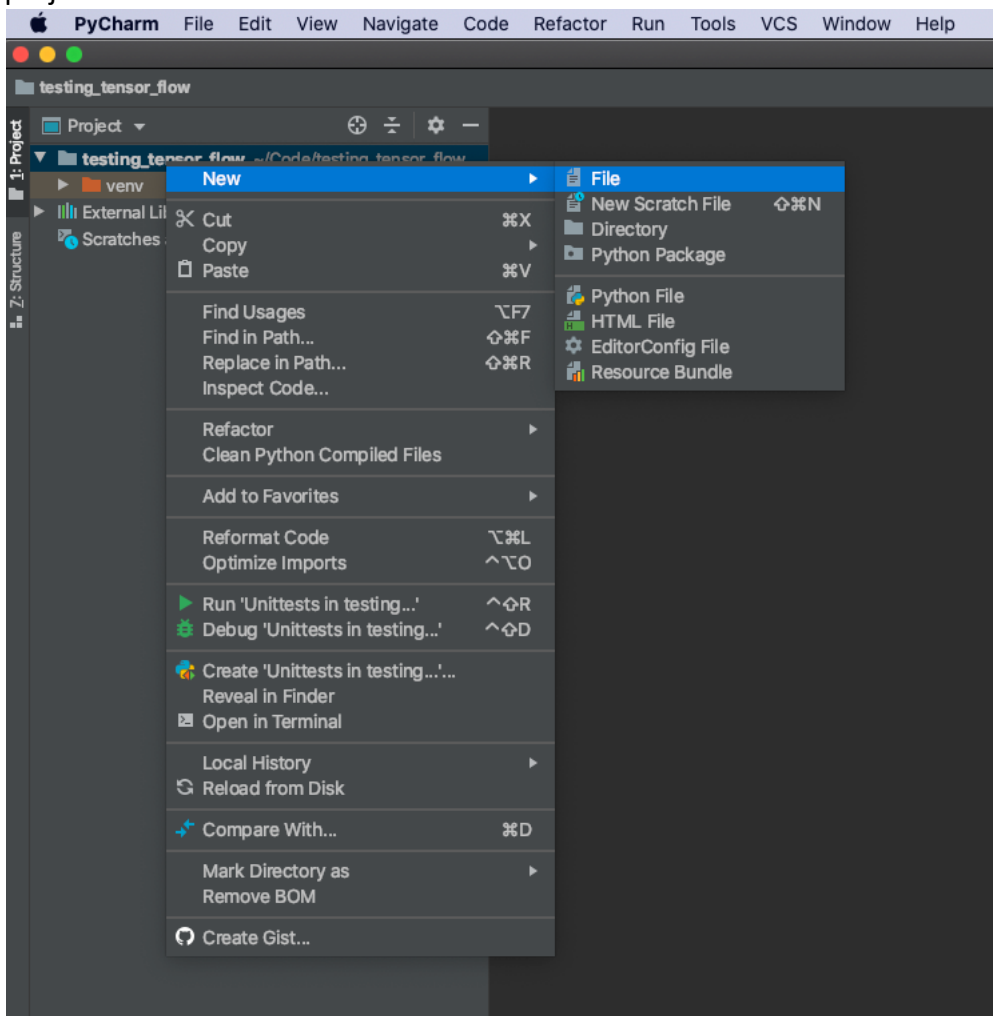 PyCharm File Edit View Navigate Code Refactor Run Tools VCS Window Help
testing_tensor_flow
1: Project
Project
testing_tensor_flow ~/Code/testing_tensor_flow
venv
External Li
Scratches
Z: Structure
New
Cut ⌘X
Copy
Paste ⌘V
Find Usages ⌥F7
Find in Path... ⇧⌘F
Replace in Path... ⇧⌘R
Inspect Code...
Refactor
Clean Python Compiled Files
Add to Favorites
Reformat Code ⌥⌘L
Optimize Imports ^⌥O
Run 'Unittests in testing...' ^⇧R
Debug 'Unittests in testing...' ^⇧D
Create 'Unittests in testing...'...
Reveal in Finder
Open in Terminal
Local History
Reload from Disk
Compare With... ⌘D
Mark Directory as
Remove BOM
Create Gist...
File
New Scratch File ⇧⌘N
Directory
Python Package
Python File
HTML File
EditorConfig File
Resource Bundle